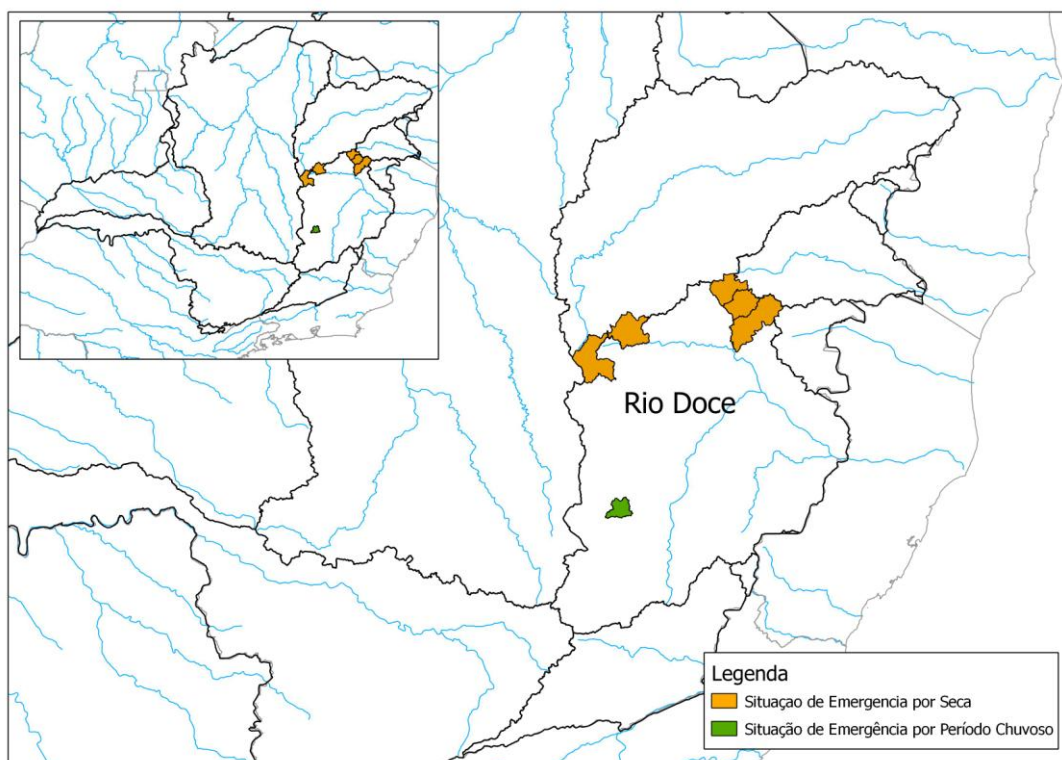 Rio Doce
Legenda
Situaçao de Emergencia por Seca
Situação de Emergência por Período Chuvoso